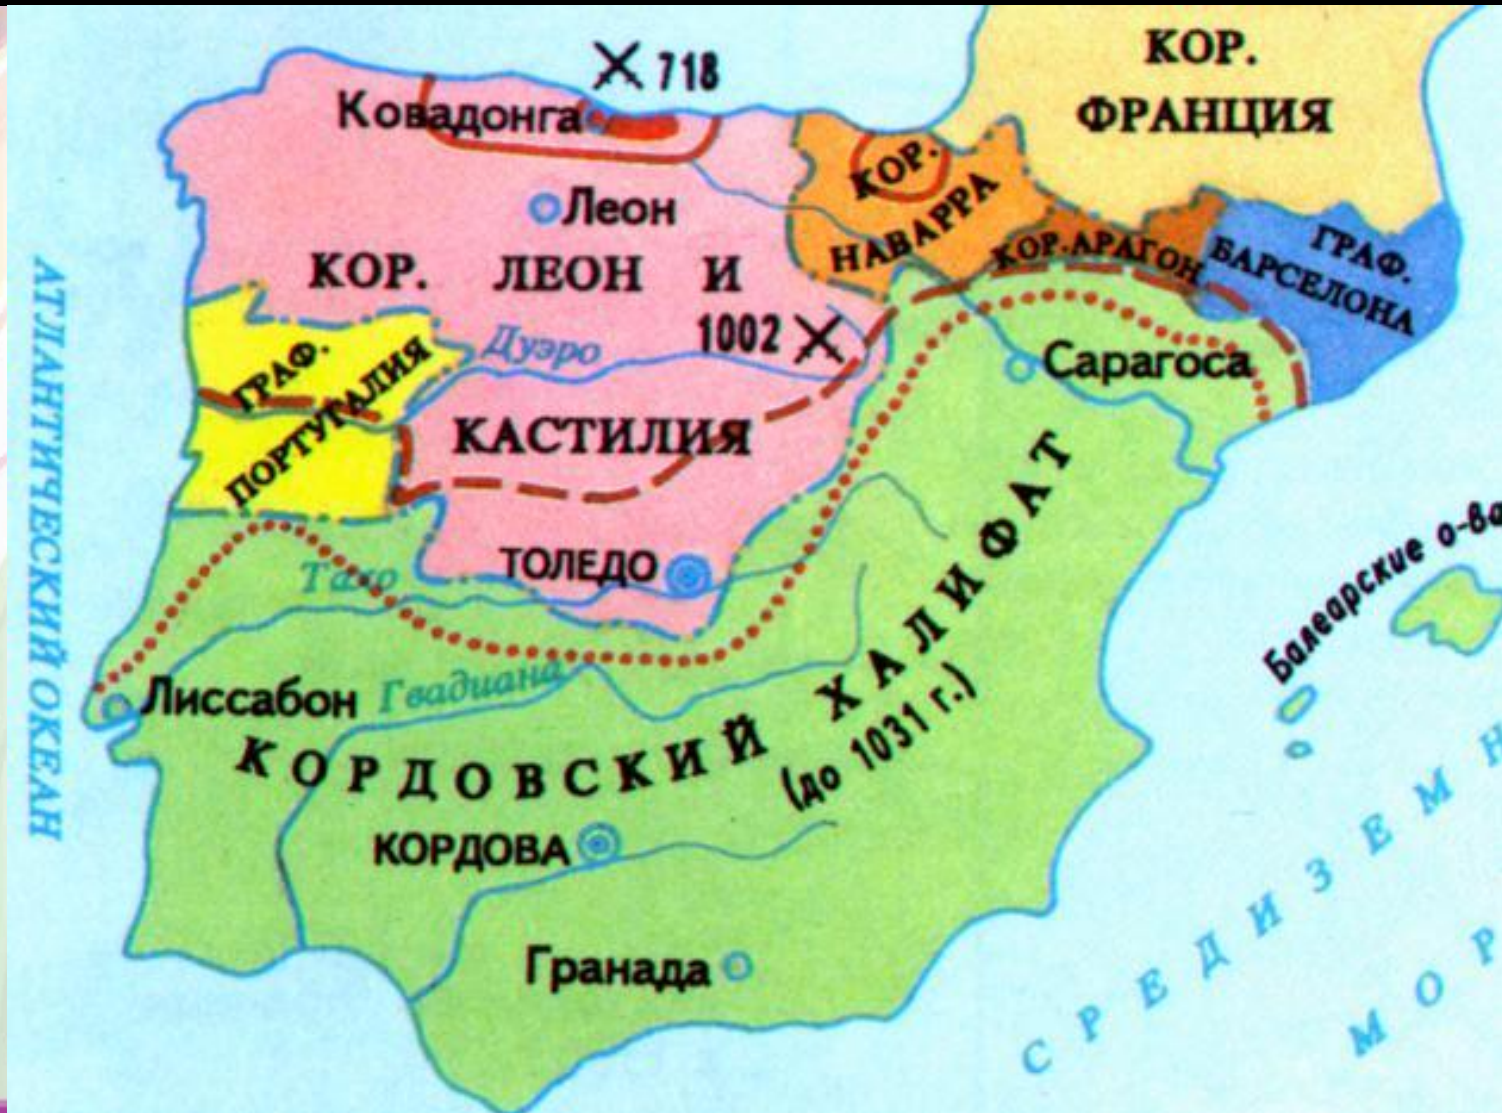 КОР.
ФРАНЦИЯ
718
Ковадонга
КОР.
НАВАРРА
Леон
КОР. ЛЕОН И
КАСТИЛИЯ
КОР. АРАГОН
ГРАФ.
БАРСЕЛОНА
1002
Дуэро
ГРАФ.
ПОРТУГАЛИЯ
Сарагоса
ТОЛЕДО
Тахо
Лиссабон
Гвадиана
КОРДОВСКИЙ ХАЛИФАТ
(до 1031 г.)
КОРДОВА
Гранада
Балеарские о-ва
АТЛАНТИЧЕСКИЙ ОКЕАН
СРЕДИЗЕМН
МОР